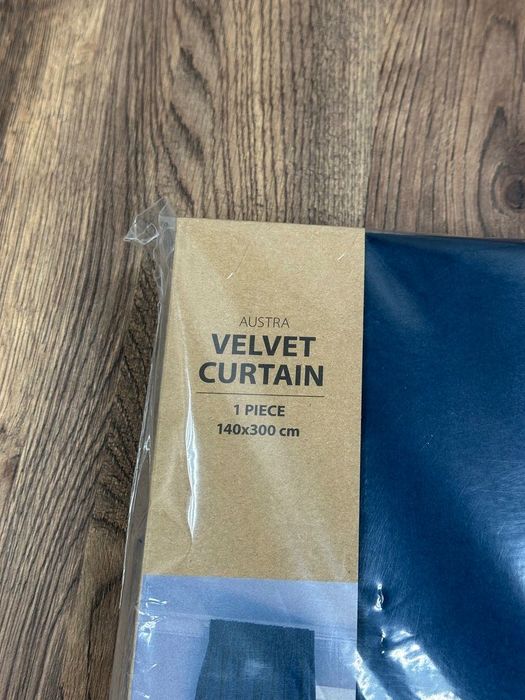 AUSTRA
VELVET
CURTAIN
1 PIECE
140x300 cm